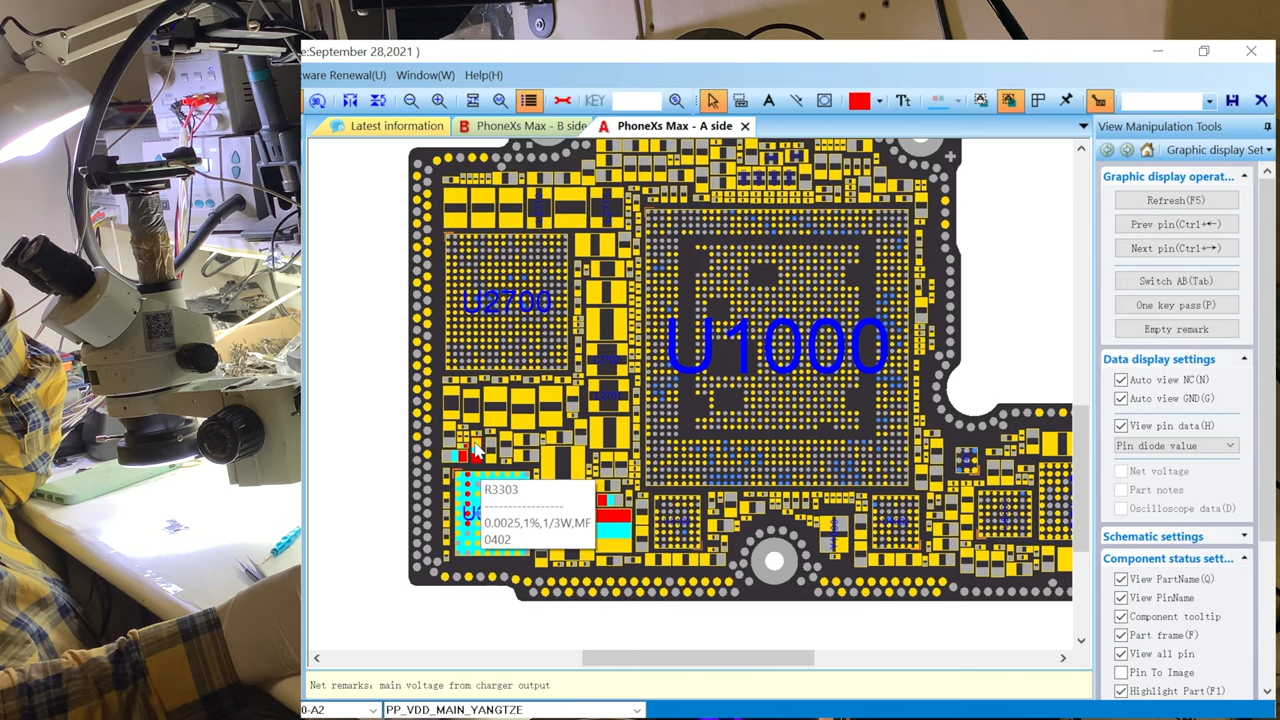 e:September 28,2021 )
ware Renewal(U) Window(W) Help(H)
KEY
Latest information
B PhoneXs Max - B side
A PhoneXs Max - A side
View Manipulation Tools
Graphic display Set
Graphic display operat...
Refresh(F5)
Prev pin(Ctrl+←)
Next pin(Ctrl+→)
Switch AB(Tab)
One key pass(P)
Empty remark
Data display settings
Auto view NC(N)
Auto view GND(G)
View pin data(H)
Pin diode value
Net voltage
Part notes
Oscilloscope data(D)
Schematic settings
Component status sett...
View PartName(Q)
View PinName
Component tooltip
Part frame(F)
View all pin
Pin To Image
Highlight Part(F1)
U2700
U1000
R3303
-----------------
0.0025,1%,1/3W,MF
0402
Net remarks: main voltage from charger output
0-A2
PP_VDD_MAIN_YANGTZE